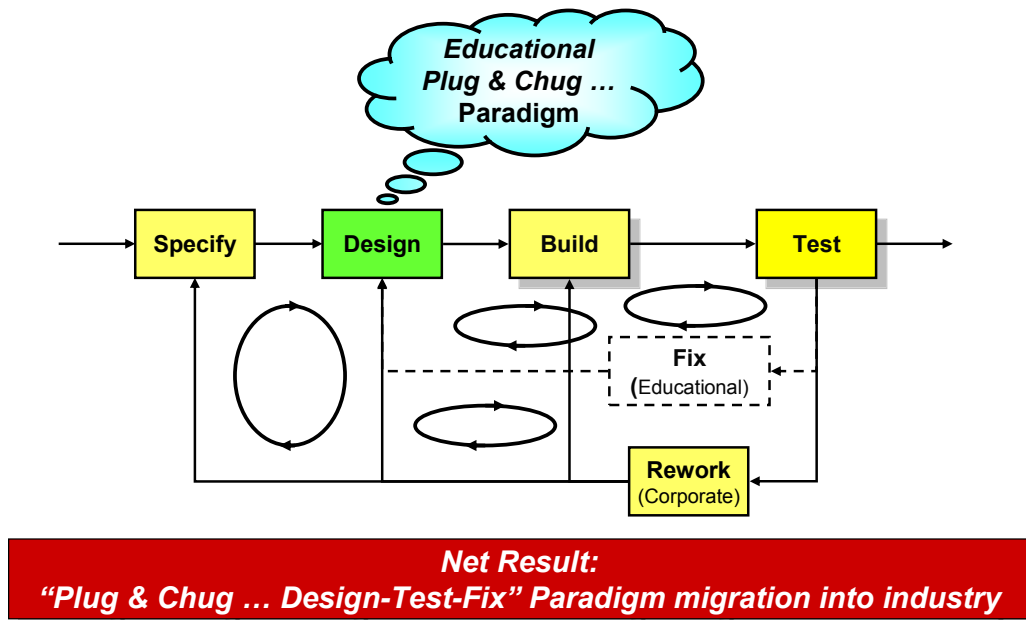 Educational
Plug & Chug …
Paradigm
Specify
Design
Build
Test
Fix
(Educational)
Rework
(Corporate)
Net Result:
“Plug & Chug … Design-Test-Fix” Paradigm migration into industry